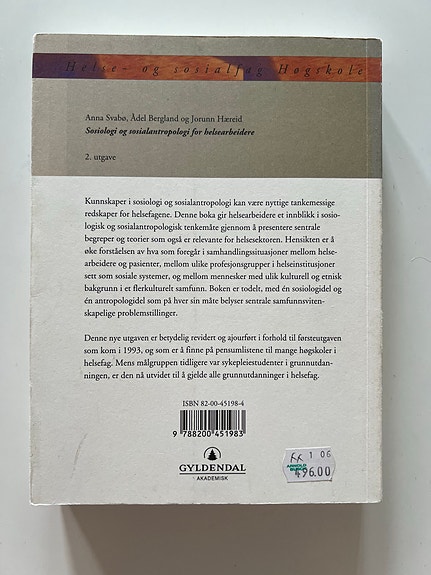 Helse- og sosialfag Høgskole
Anna Svabø, Ådel Bergland og Jorunn Hæreid
Sosiologi og sosialantropologi for helsearbeidere
2. utgave
Kunnskaper i sosiologi og sosialantropologi kan være nyttige tankemessige
redskaper for helsefagene. Denne boka gir helsearbeidere et innblikk i sosio-
logisk og sosialantropologisk tenkemåte gjennom å presentere sentrale
begreper og teorier som også er relevante for helsesektoren. Hensikten er å
øke forståelsen av hva som foregår i samhandlingssituasjoner mellom helse-
arbeidere og pasienter, mellom ulike profesjonsgrupper i helseinstitusjoner
sett som sosiale systemer, og mellom mennesker med ulik kulturell og etnisk
bakgrunn i et flerkulturelt samfunn. Boken er todelt, med én sosiologidel og
én antropologidel som på hver sin måte belyser sentrale samfunnsviten-
skapelige problemstillinger.
Denne nye utgaven er betydelig revidert og ajourført i forhold til førsteutgaven
som kom i 1993, og som er å finne på pensumlistene til mange høgskoler i
helsefag. Mens målgruppen tidligere var sykepleiestudenter i grunnutdan-
ningen, er den nå utvidet til å gjelde alle grunnutdanninger i helsefag.
ISBN 82-00-45198-4
9 788200 451983
GYLDENDAL
AKADEMISK
RR 1 06
496.00